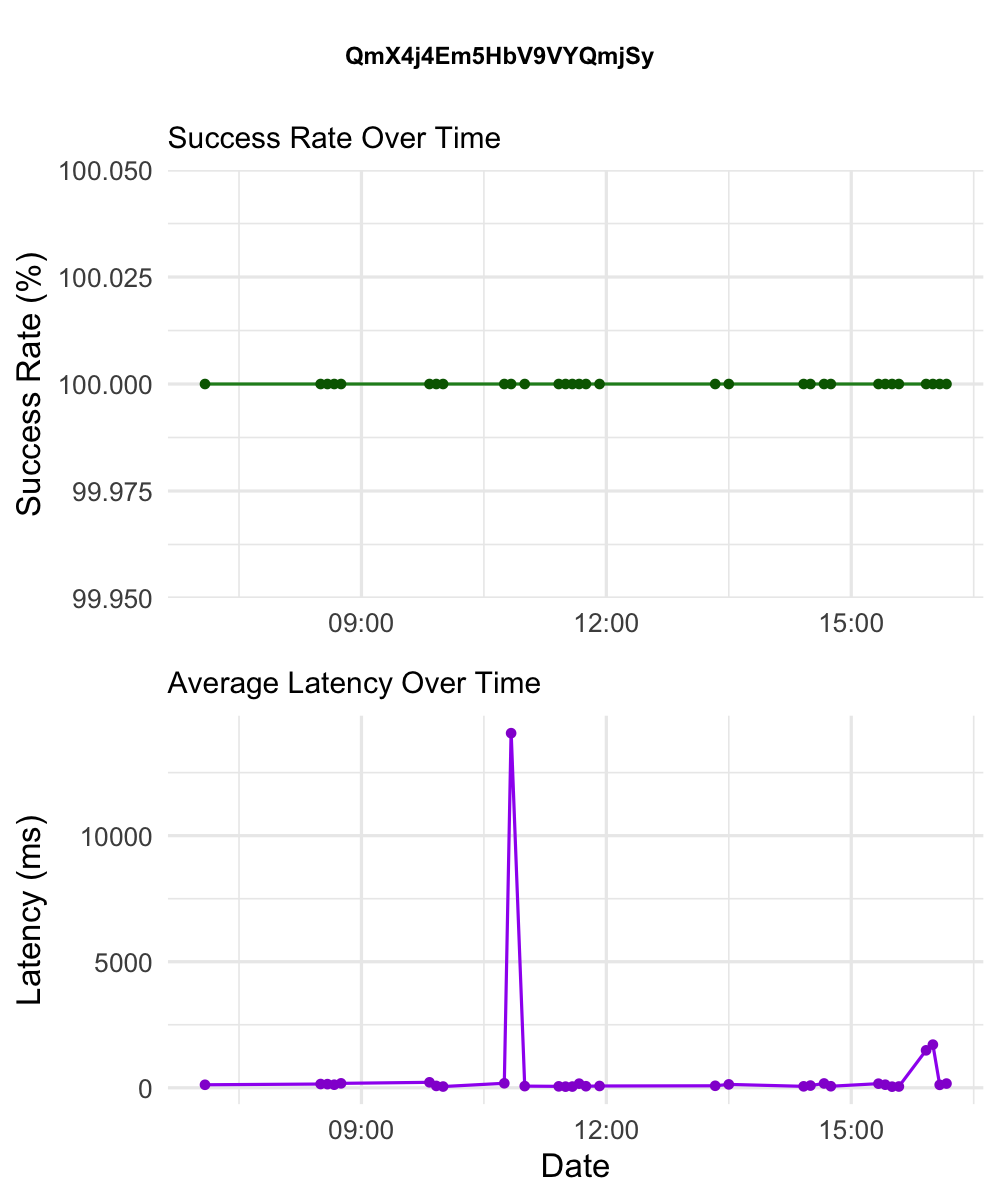 QmX4j4Em5HbV9VYQmjSy
Success Rate Over Time
Success Rate (%)
100.050
100.025
100.000
99.975
99.950
09:00 12:00 15:00
Average Latency Over Time
Latency (ms)
10000
5000
0
09:00 12:00 15:00
Date